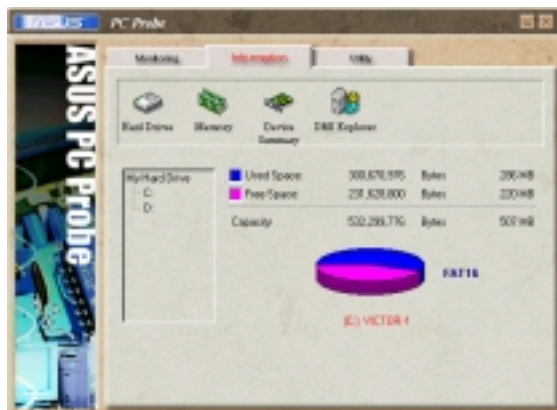 ASUS PC Probe
ASUS PC Probe
Monitoring Information Utility
Hard Drives Memory Device Summary DMI Explorer
My Hard Drive
C:
D:
Used Space: 300,670,976 Bytes 286 MB
Free Space: 231,628,800 Bytes 220 MB
Capacity 532,299,776 Bytes 507 MB
FAT16
(C:) VICTOR-1